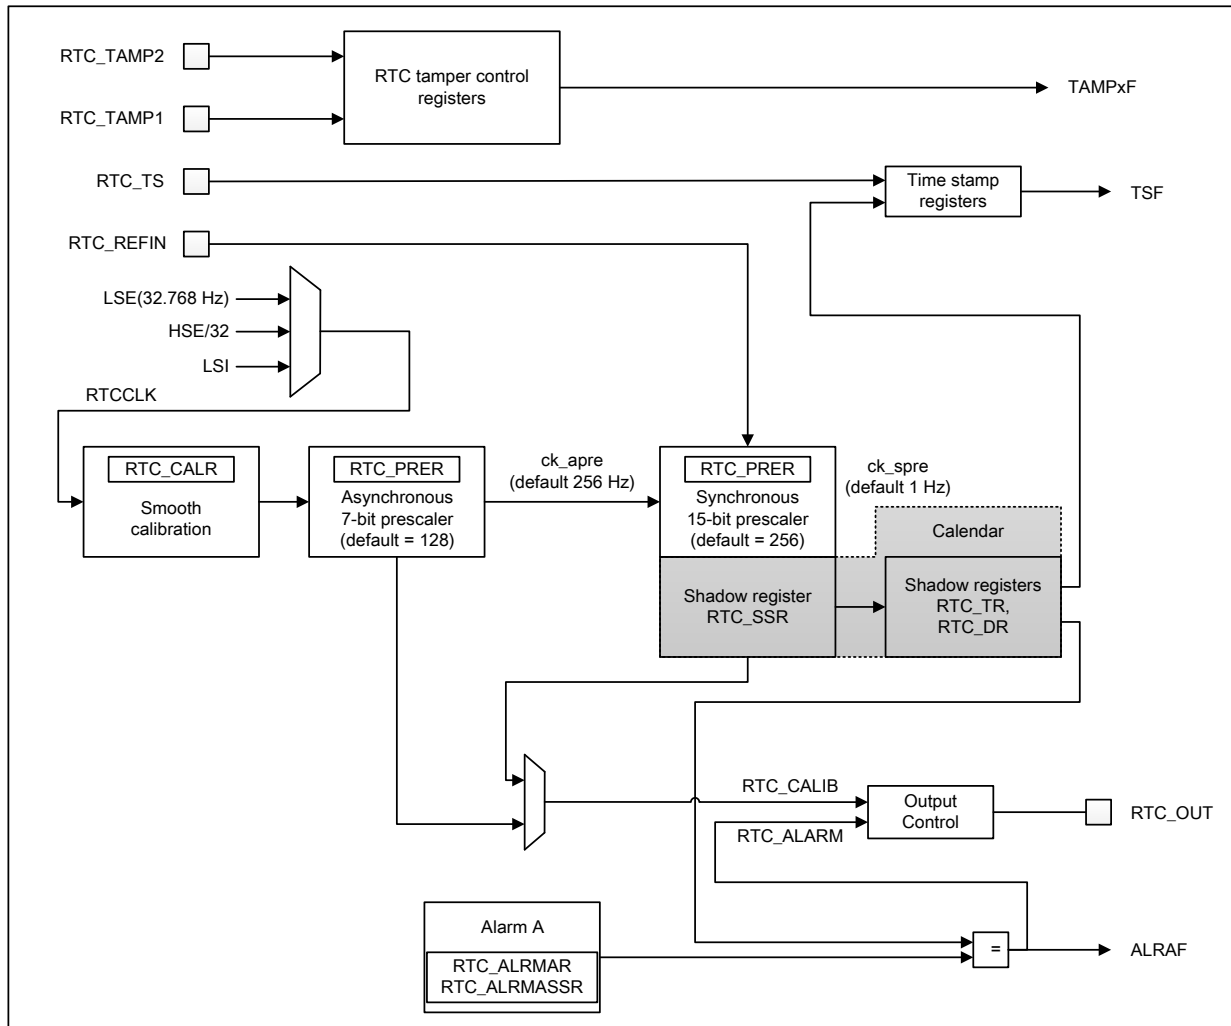 RTC_TAMP2
RTC tamper control
registers
TAMPxF
RTC_TAMP1
RTC_TS
Time stamp
registers
TSF
RTC_REFIN
LSE(32.768 Hz)
HSE/32
LSI
RTCCLK
RTC_CALR
Smooth
calibration
RTC_PRER
Asynchronous
7-bit prescaler
(default = 128)
ck_apre
(default 256 Hz)
RTC_PRER
Synchronous
15-bit prescaler
(default = 256)
ck_spre
(default 1 Hz)
Calendar
Shadow register
RTC_SSR
Shadow registers
RTC_TR,
RTC_DR
RTC_CALIB
RTC_ALARM
Output
Control
RTC_OUT
Alarm A
RTC_ALRMAR
RTC_ALRMASSR
=
ALRAF